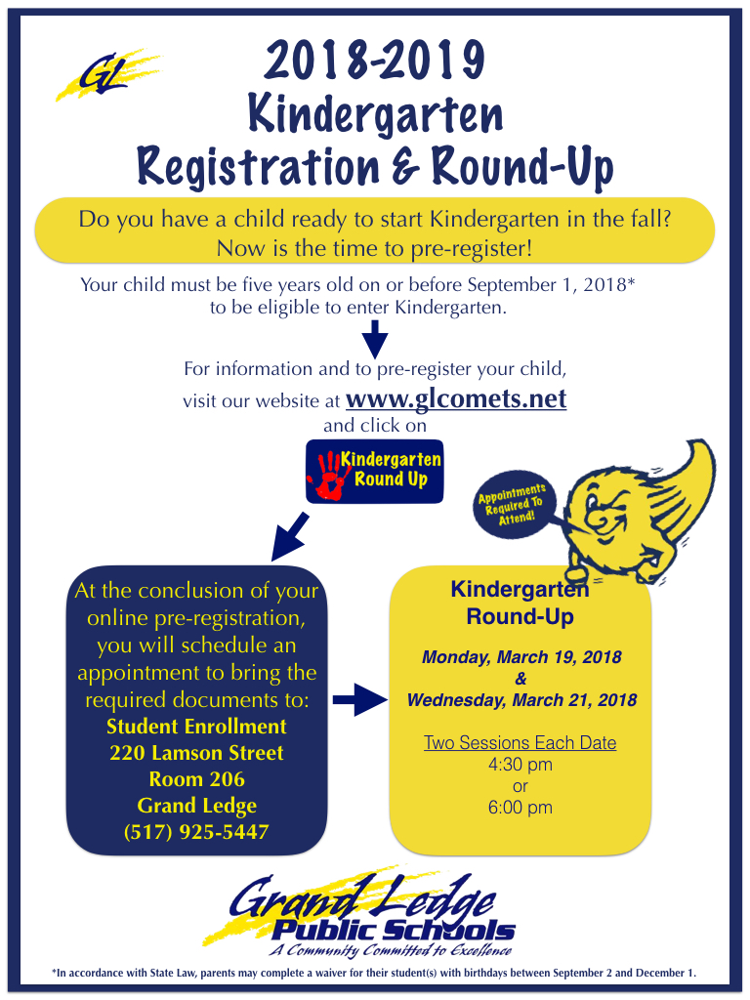 GL
2018-2019
Kindergarten
Registration & Round-Up
Do you have a child ready to start Kindergarten in the fall?
Now is the time to pre-register!
Your child must be five years old on or before September 1, 2018*
to be eligible to enter Kindergarten.
For information and to pre-register your child,
visit our website at www.glcomets.net
and click on
Kindergarten
Round Up
Appointments
Required To
Attend!
At the conclusion of your
online pre-registration,
you will schedule an
appointment to bring the
required documents to:
Student Enrollment
220 Lamson Street
Room 206
Grand Ledge
(517) 925-5447
Kindergarten
Round-Up
Monday, March 19, 2018
&
Wednesday, March 21, 2018
Two Sessions Each Date
4:30 pm
or
6:00 pm
Grand Ledge
Public Schools
A Community Committed to Excellence
*In accordance with State Law, parents may complete a waiver for their student(s) with birthdays between September 2 and December 1.